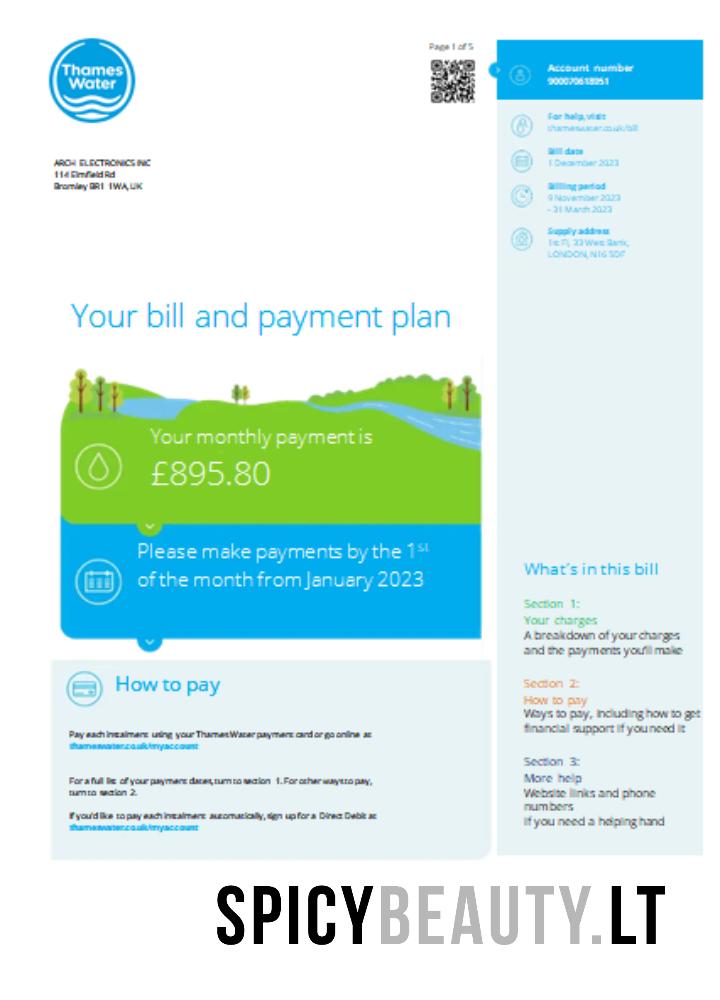 Thames
Water
Page 1 of 5
ARCH ELECTRONICS INC
114 Elmfield Rd
Bromley BR1 1WA, UK
Account number
900070618951
For help, visit
thameswater.co.uk/bill
Bill date
1 December 2023
Billing period
9 November 2023
- 31 March 2023
Supply address
1st Fl, 33 West Bank,
LONDON, N16 5DF
Your bill and payment plan
Your monthly payment is
£895.80
Please make payments by the 1st
of the month from January 2023
How to pay
Pay each instalment using your Thames Water payment card or go online at
thameswater.co.uk/myaccount
For a full list of your payment dates, turn to section 1. For other ways to pay,
turn to section 2.
If you'd like to pay each instalment automatically, sign up for a Direct Debit at
thameswater.co.uk/myaccount
What's in this bill
Section 1:
Your charges
A breakdown of your charges
and the payments you'll make
Section 2:
How to pay
Ways to pay, including how to get
financial support if you need it
Section 3:
More help
Website links and phone
numbers
if you need a helping hand
SPICYBEAUTY.LT